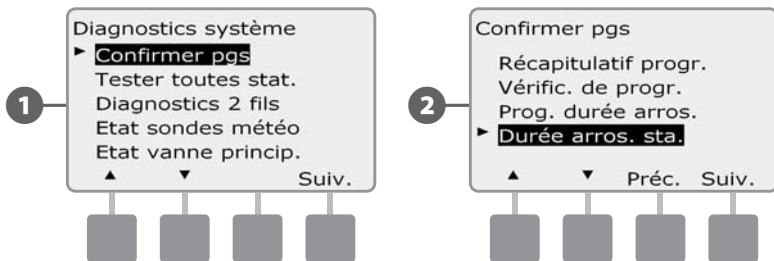 1
Diagnostics système
► Confirmer pgs
Tester toutes stat.
Diagnostics 2 fils
Etat sondes météo
Etat vanne princip.
▲ ▼ Suiv.
2
Confirmer pgs
Récapitulatif progr.
Vérific. de progr.
Prog. durée arros.
► Durée arros. sta.
▲ ▼ Préc. Suiv.